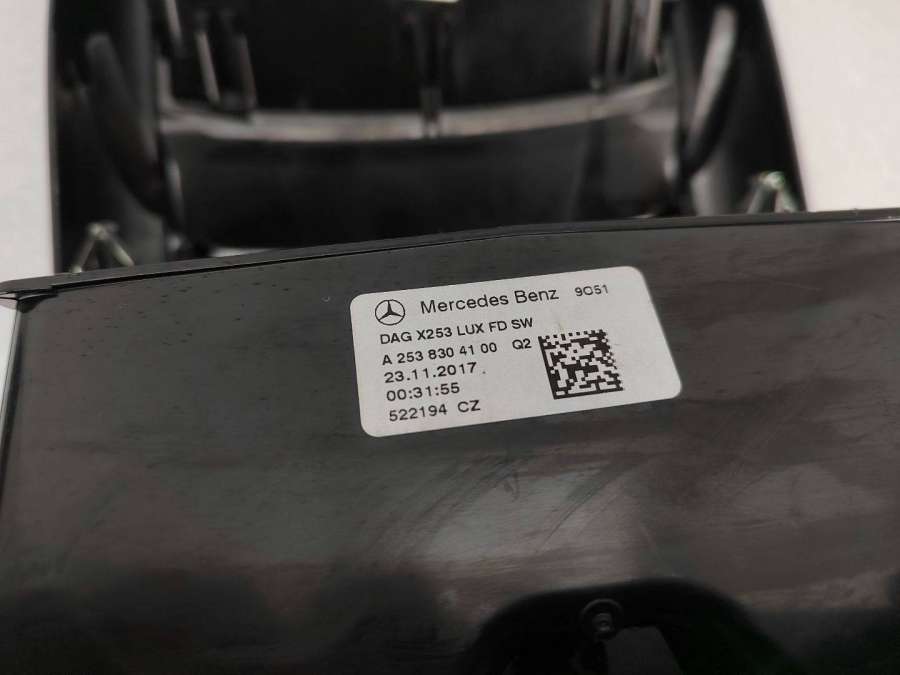 Mercedes Benz 9051
DAG X253 LUX FD SW
A 253 830 41 00 Q2
23.11.2017
00:31:55
522194 CZ